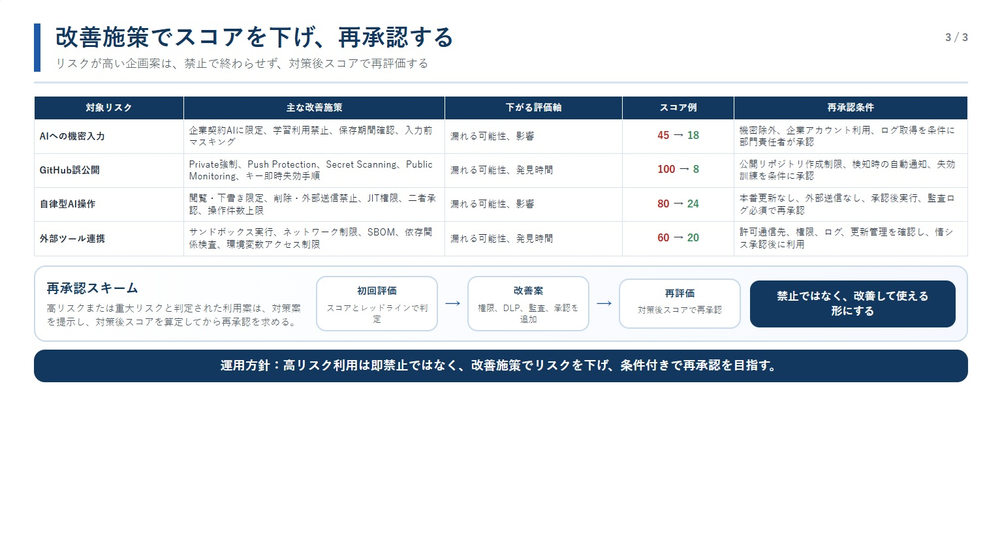 改善施策でスコアを下げ、再承認する
3 / 3
リスクが高い企画案は、禁止で終わらせず、対策後スコアで再評価する
対象リスク
主な改善施策
下がる評価軸
スコア例
再承認条件
AIへの機密入力
企業契約AIに限定、学習利用禁止、保存期間確認、入力前
マスキング
漏れる可能性、影響
45 → 18
機密除外、企業アカウント利用、ログ取得を条件に
部門責任者が承認
GitHub誤公開
Private強制、Push Protection、Secret Scanning、Public
Monitoring、キー即時失効手順
漏れる可能性、発見時間
100 → 8
公開リポジトリ作成制限、検知時の自動通知、失効
訓練を条件に承認
自律型AI操作
閲覧・下書き限定、削除・外部送信禁止、JIT権限、二者承
認、操作件数上限
漏れる可能性、影響
80 → 24
本番更新なし、外部送信なし、承認後実行、監査ロ
グ必須で再承認
外部ツール連携
サンドボックス実行、ネットワーク制限、SBOM、依存関
係検査、環境変数アクセス制限
漏れる可能性、発見時間
60 → 20
許可通信先、権限、ログ、更新管理を確認し、情シ
ス承認後に利用
再承認スキーム
高リスクまたは重大リスクと判定された利用案は、対策案
を提示し、対策後スコアを算定してから再承認を求める。
初回評価
スコアとレッドラインで判
定
→
改善案
権限、DLP、監査、承認を
追加
→
再評価
対策後スコアで再承認
禁止ではなく、改善して使える
形にする
運用方針：高リスク利用は即禁止ではなく、改善施策でリスクを下げ、条件付きで再承認を目指す。